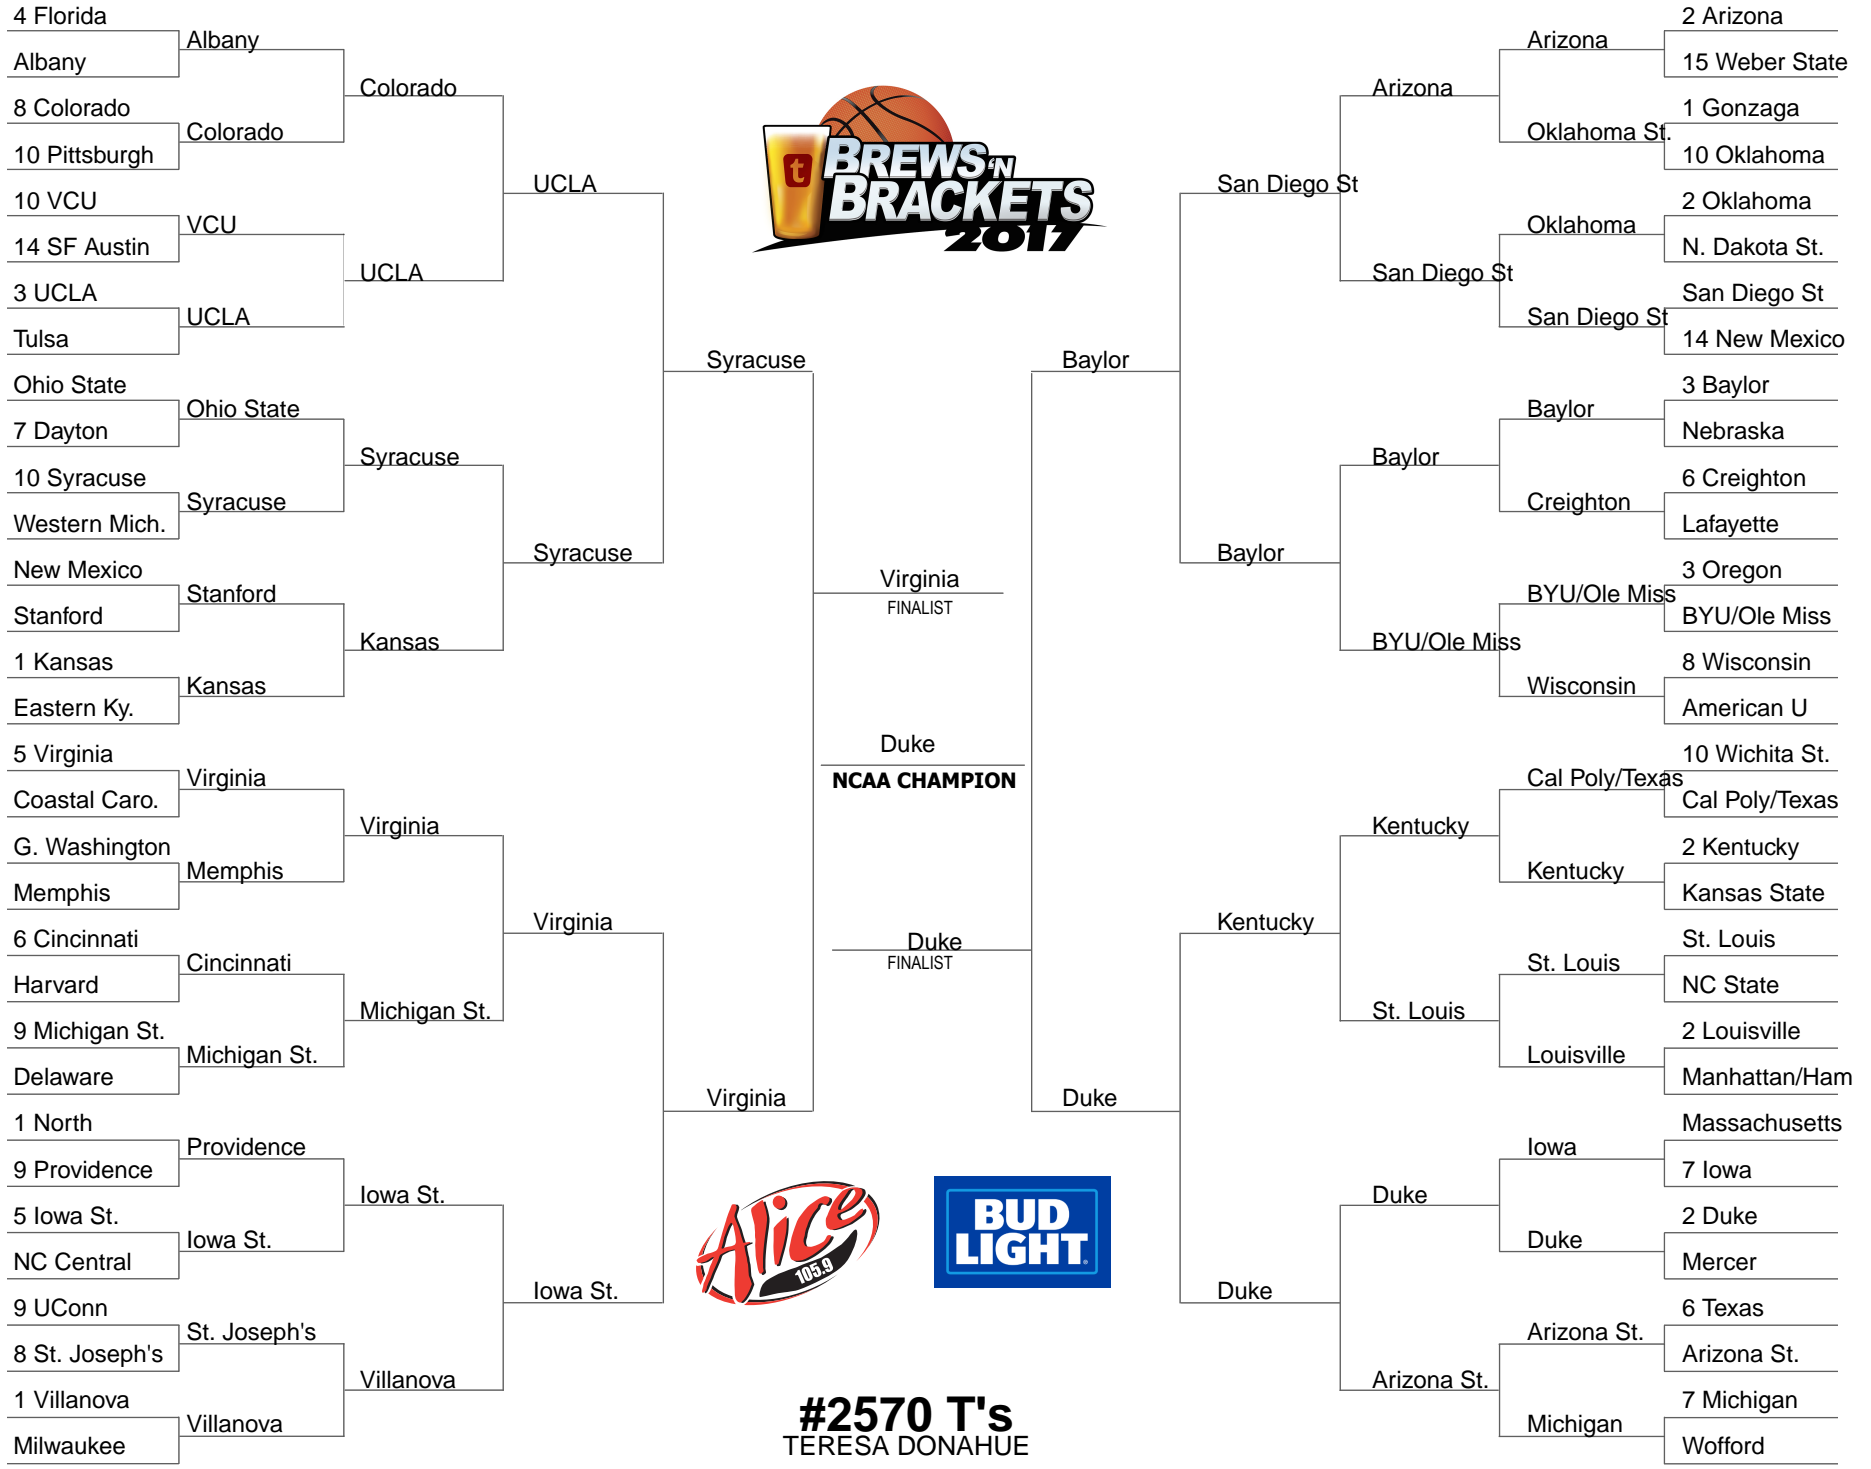 4 Florida
Albany
8 Colorado
10 Pittsburgh
10 VCU
14 SF Austin
3 UCLA
Tulsa
Ohio State
7 Dayton
10 Syracuse
Western Mich.
New Mexico
Stanford
1 Kansas
Eastern Ky.
5 Virginia
Coastal Caro.
G. Washington
Memphis
6 Cincinnati
Harvard
9 Michigan St.
Delaware
1 North
9 Providence
5 Iowa St.
NC Central
9 UConn
8 St. Joseph's
1 Villanova
Milwaukee
Albany
Colorado
VCU
UCLA
Ohio State
Syracuse
Stanford
Kansas
Virginia
Memphis
Cincinnati
Michigan St.
Providence
Iowa St.
St. Joseph's
Villanova
Colorado
UCLA
Syracuse
Kansas
Virginia
Michigan St.
Iowa St.
Villanova
UCLA
Syracuse
Virginia
Iowa St.
Syracuse
Virginia
t
BREWS 'N
BRACKETS
2017
Virginia
FINALIST
Duke
NCAA CHAMPION
Duke
FINALIST
Alice
105.9
BUD
LIGHT
#2570 T's
TERESA DONAHUE
Baylor
Duke
San Diego St
Baylor
Kentucky
Duke
Arizona
San Diego St
Baylor
BYU/Ole Miss
Kentucky
St. Louis
Duke
Arizona St.
Arizona
Oklahoma St.
Oklahoma
San Diego St
Baylor
Creighton
BYU/Ole Miss
Wisconsin
Cal Poly/Texas
Kentucky
St. Louis
Louisville
Iowa
Duke
Arizona St.
Michigan
2 Arizona
15 Weber State
1 Gonzaga
10 Oklahoma
2 Oklahoma
N. Dakota St.
San Diego St
14 New Mexico
3 Baylor
Nebraska
6 Creighton
Lafayette
3 Oregon
BYU/Ole Miss
8 Wisconsin
American U
10 Wichita St.
Cal Poly/Texas
2 Kentucky
Kansas State
St. Louis
NC State
2 Louisville
Manhattan/Ham
Massachusetts
7 Iowa
2 Duke
Mercer
6 Texas
Arizona St.
7 Michigan
Wofford